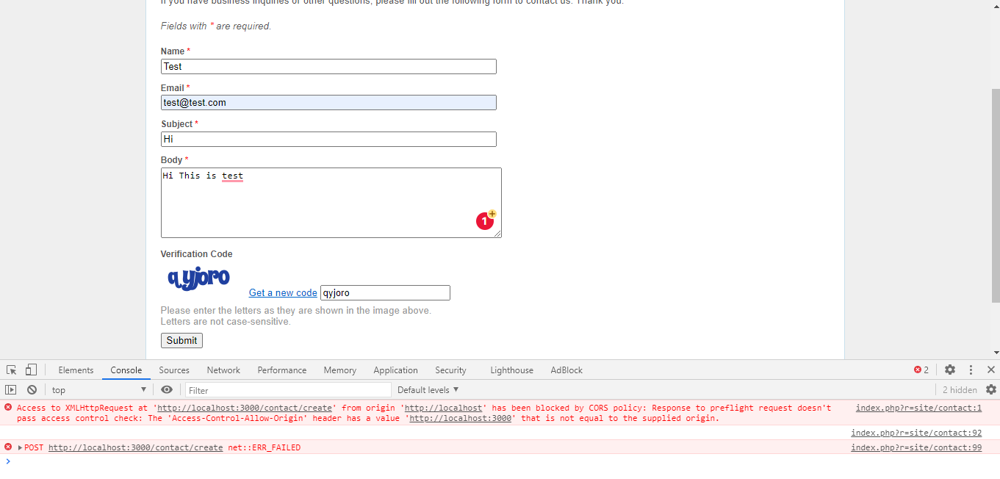 If you have business inquiries or other questions, please fill out the following form to contact us. Thank you.
Fields with * are required.
Name *
Test
Email *
test@test.com
Subject *
Hi
Body *
Hi This is test
1
+
Verification Code
qyjoro
Get a new code qyjoro
Please enter the letters as they are shown in the image above.
Letters are not case-sensitive.
Submit
Elements Console Sources Network Performance Memory Application Security Lighthouse AdBlock 2
top Filter Default levels 2 hidden
Access to XMLHttpRequest at 'http://localhost:3000/contact/create' from origin 'http://localhost' has been blocked by CORS policy: Response to preflight request doesn't index.php?r=site/contact:1
pass access control check: The 'Access-Control-Allow-Origin' header has a value 'http://localhost:3000' that is not equal to the supplied origin.
index.php?r=site/contact:92
POST http://localhost:3000/contact/create net::ERR_FAILED index.php?r=site/contact:99